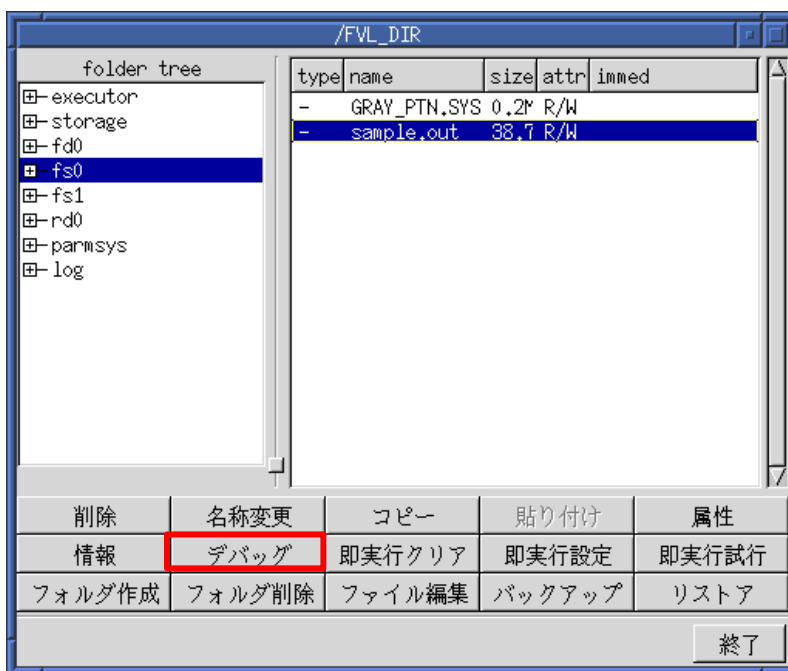 /FVL_DIR
folder tree
executor
storage
fd0
fs0
fs1
rd0
parmsys
log
type name size attr immed
- GRAY_PTN.SYS 0.2M R/W
- sample.out 38.7 R/W
削除 名称変更 コピー 貼り付け 属性
情報 デバッグ 即実行クリア 即実行設定 即実行試行
フォルダ作成 フォルダ削除 ファイル編集 バックアップ リストア
終了